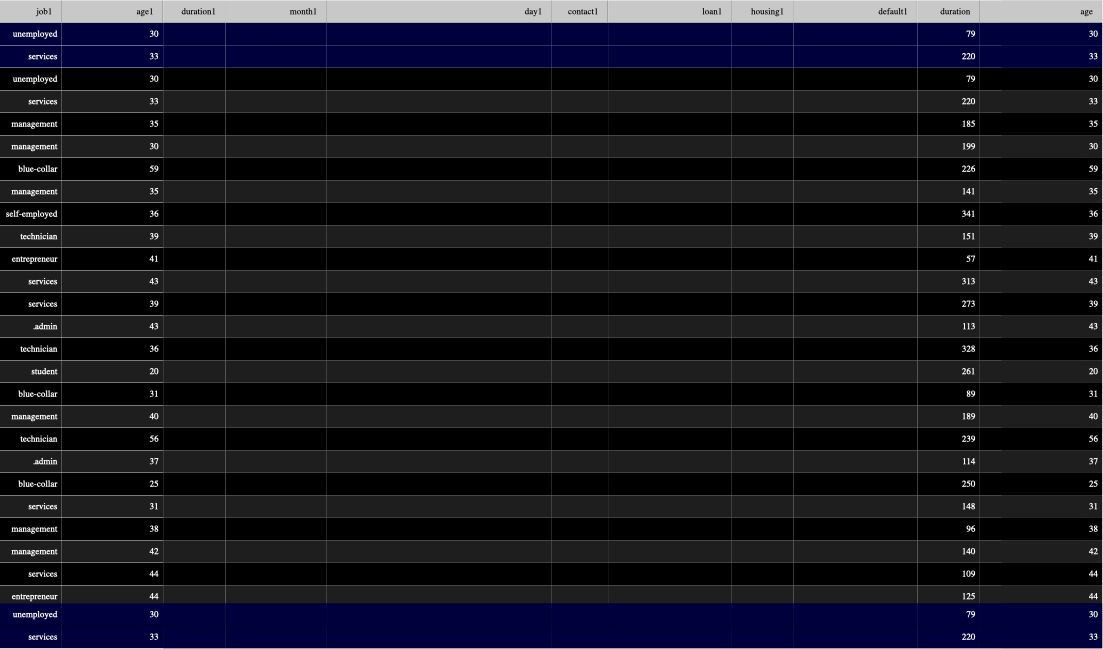 job1 age1 duration1 month1 day1 contact1 loan1 housing1 default1 duration age
unemployed 30 79 30
services 33 220 33
unemployed 30 79 30
services 33 220 33
management 35 185 35
management 30 199 30
blue-collar 59 226 59
management 35 141 35
self-employed 36 341 36
technician 39 151 39
entrepreneur 41 57 41
services 43 313 43
services 39 273 39
.admin 43 113 43
technician 36 328 36
student 20 261 20
blue-collar 31 89 31
management 40 189 40
technician 56 239 56
.admin 37 114 37
blue-collar 25 250 25
services 31 148 31
management 38 96 38
management 42 140 42
services 44 109 44
entrepreneur 44 125 44
unemployed 30 79 30
services 33 220 33